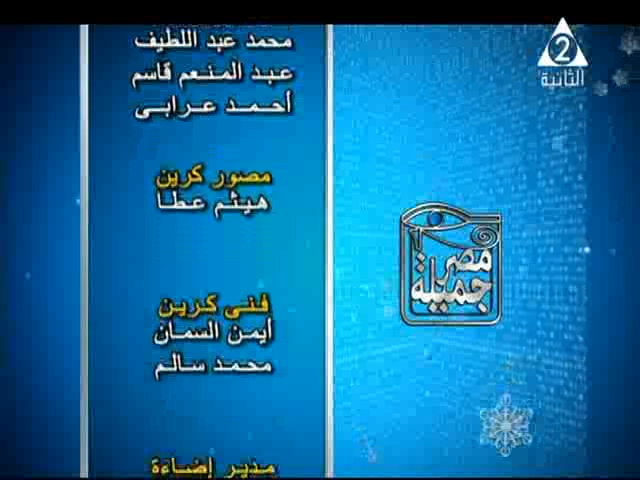 محمد عبد اللطيف
عبد المنعم قاسم
أحمد عرابى
مصور كرين
هيثم عطا
فنى كرين
أيمن السمان
محمد سالم
مدير إضاءة
2
الثانية
مصر
جميلة